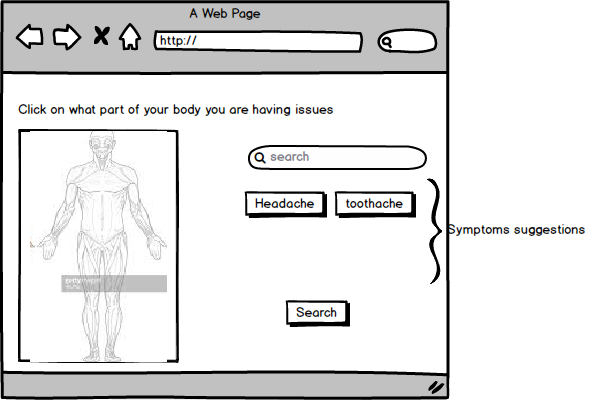 A Web Page
http://
Click on what part of your body you are having issues
search
Headache
toothache
Symptoms suggestions
Search